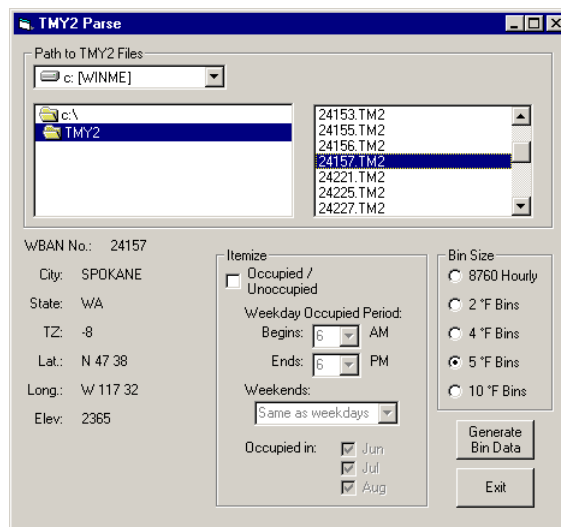 TMY2 Parse
Path to TMY2 Files
c: [WINME]
c:\
TMY2
24153.TM2
24155.TM2
24156.TM2
24157.TM2
24221.TM2
24225.TM2
24227.TM2
WBAN No.: 24157
City: SPOKANE
State: WA
TZ: -8
Lat.: N 47 38
Long.: W 117 32
Elev: 2365
Itemize
Occupied /
Unoccupied
Weekday Occupied Period:
Begins: 6 AM
Ends: 6 PM
Weekends:
Same as weekdays
Occupied in: Jun
Jul
Aug
Bin Size
8760 Hourly
2 °F Bins
4 °F Bins
5 °F Bins
10 °F Bins
Generate
Bin Data
Exit